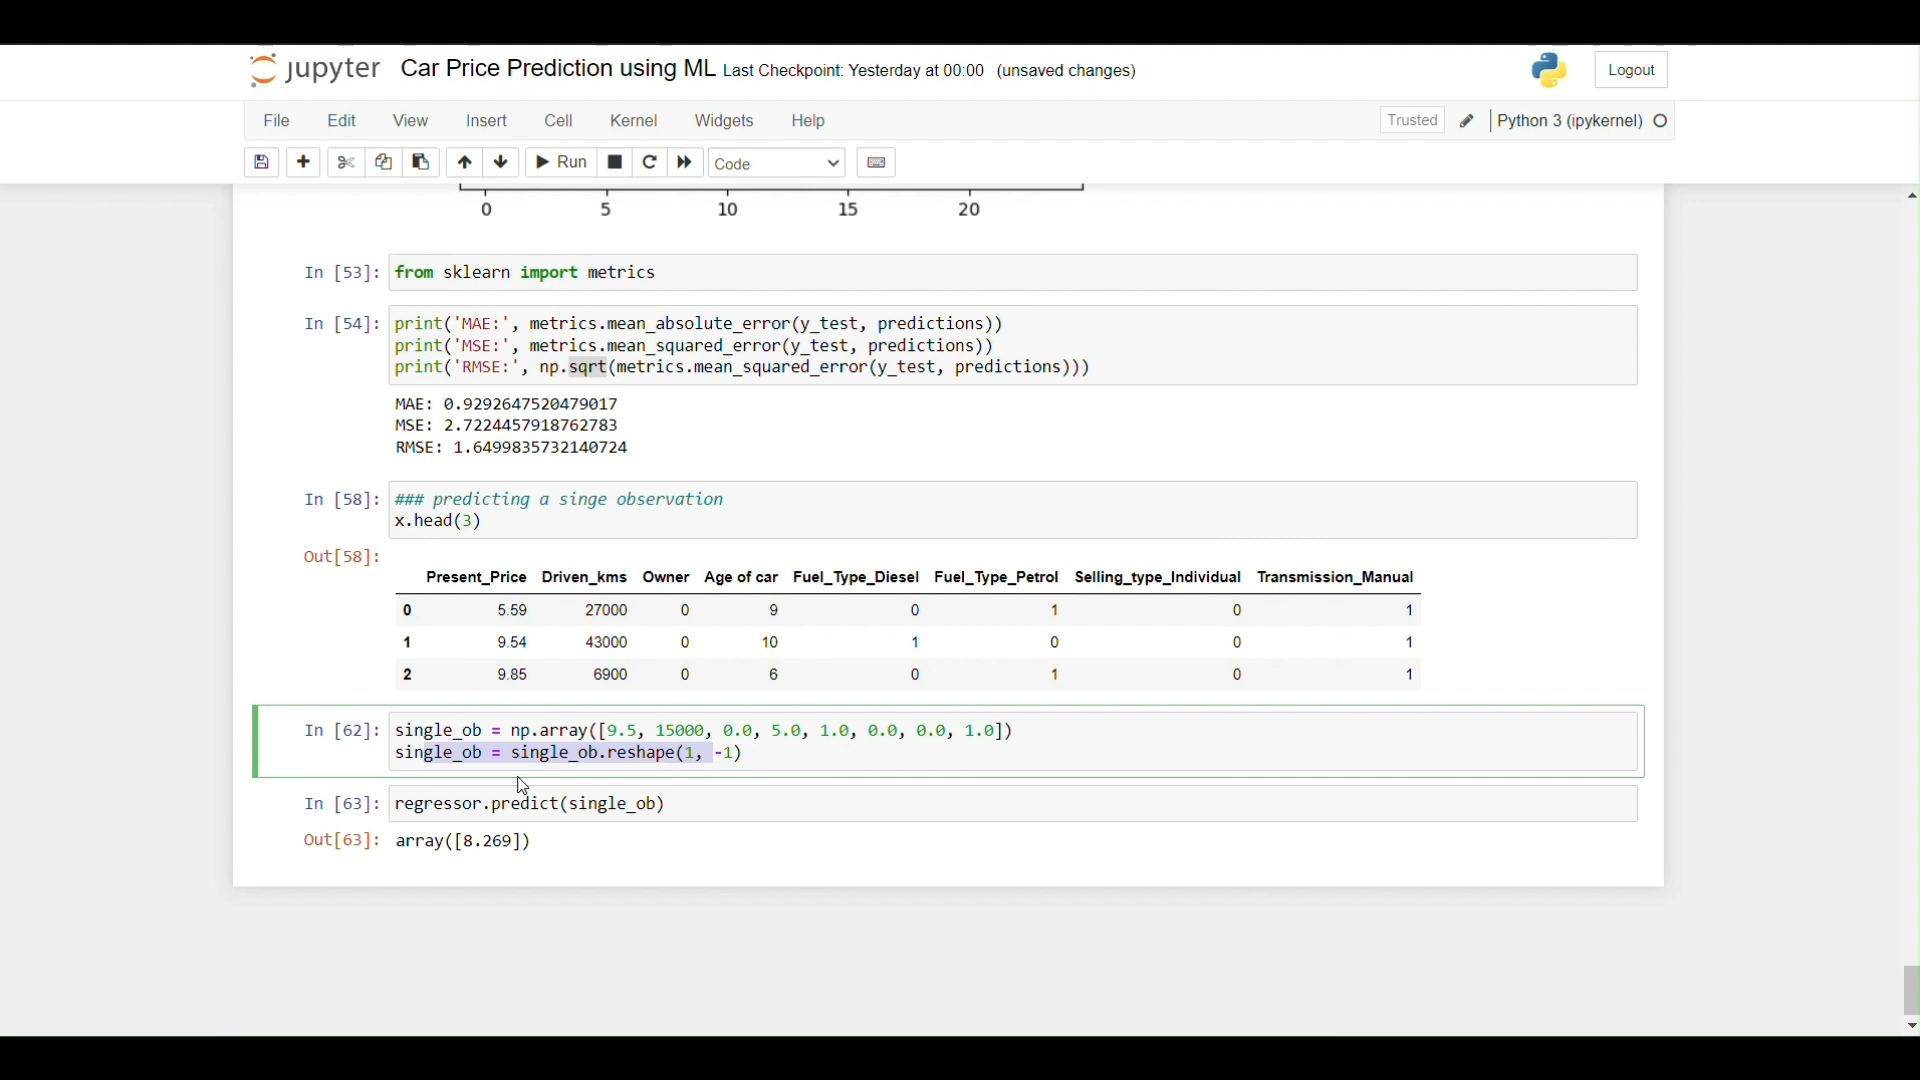 jupyter Car Price Prediction using ML Last Checkpoint: Yesterday at 00:00 (unsaved changes) Logout
File Edit View Insert Cell Kernel Widgets Help Trusted Python 3 (ipykernel)
Run Code
0 5 10 15 20
In [53]: from sklearn import metrics
In [54]: print('MAE:', metrics.mean_absolute_error(y_test, predictions))
print('MSE:', metrics.mean_squared_error(y_test, predictions))
print('RMSE:', np.sqrt(metrics.mean_squared_error(y_test, predictions)))
MAE: 0.9292647520479017
MSE: 2.7224457918762783
RMSE: 1.6499835732140724
In [58]: ### predicting a singe observation
x.head(3)
Out[58]:
Present_Price Driven_kms Owner Age of car Fuel_Type_Diesel Fuel_Type_Petrol Selling_type_Individual Transmission_Manual
0 5.59 27000 0 9 0 1 0 1
1 9.54 43000 0 10 1 0 0 1
2 9.85 6900 0 6 0 1 0 1
In [62]: single_ob = np.array([9.5, 15000, 0.0, 5.0, 1.0, 0.0, 0.0, 1.0])
single_ob = single_ob.reshape(1, -1)
In [63]: regressor.predict(single_ob)
Out[63]: array([8.269])